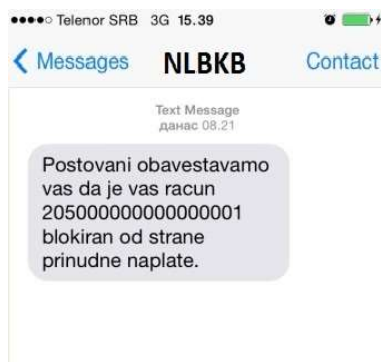 Telenor SRB 3G 15.39
Messages NLBKB Contact
Text Message
данас 08.21
Postovani obavestavamo
vas da je vas racun
205000000000000001
blokiran od strane
prinudne naplate.